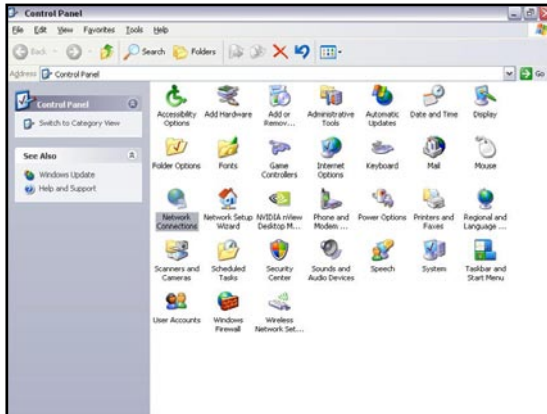 Control Panel
File Edit View Favorites Tools Help
Back Search Folders
Address Control Panel Go
Control Panel
Switch to Category View
See Also
Windows Update
Help and Support
Accessibility Options
Add Hardware
Add or Remov...
Administrative Tools
Automatic Updates
Date and Time
Display
Folder Options
Fonts
Game Controllers
Internet Options
Keyboard
Mail
Mouse
Network Connections
Network Setup Wizard
NVIDIA nView Desktop M...
Phone and Modem ...
Power Options
Printers and Faxes
Regional and Language ...
Scanners and Cameras
Scheduled Tasks
Security Center
Sounds and Audio Devices
Speech
System
Taskbar and Start Menu
User Accounts
Windows Firewall
Wireless Network Set...